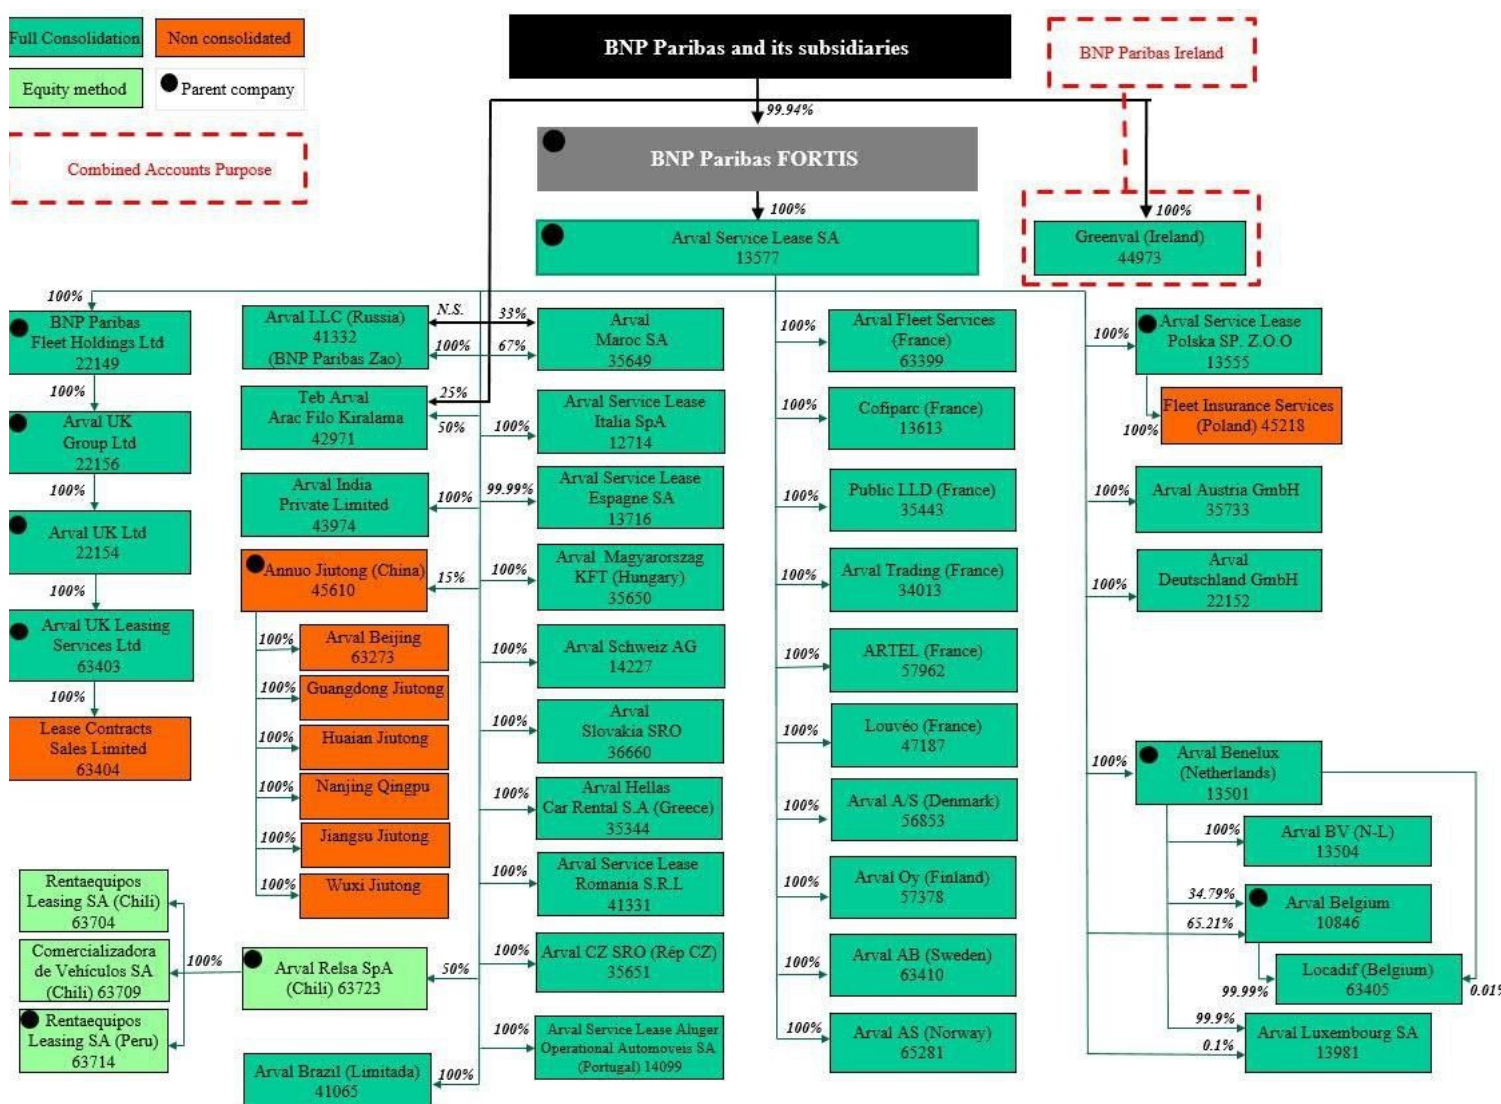 Full Consolidation
Non consolidated
Equity method
Parent company
Combined Accounts Purpose
BNP Paribas and its subsidiaries
BNP Paribas Ireland
99.94%
BNP Paribas FORTIS
100%
100%
Arval Service Lease SA
13577
Greenval (Ireland)
44973
100%
BNP Paribas
Fleet Holdings Ltd
22149
100%
Arval UK
Group Ltd
22156
100%
Arval UK Ltd
22154
100%
Arval UK Leasing
Services Ltd
63403
100%
Lease Contracts
Sales Limited
63404
Rentaequipos
Leasing SA (Chili)
63704
Comercializadora
de Vehículos SA
(Chili) 63709
Rentaequipos
Leasing SA (Peru)
63714
100%
Arval LLC (Russia)
41332
(BNP Paribas Zao)
N.S.
100%
Teb Arval
Arac Filo Kiralama
42971
25%
50%
Arval India
Private Limited
43974
100%
Annuo Jiutong (China)
45610
15%
100%
Arval Beijing
63273
100%
Guangdong Jiutong
100%
Huaian Jiutong
100%
Nanjing Qingpu
100%
Jiangsu Jiutong
100%
Wuxi Jiutong
Arval Relsa SpA
(Chili) 63723
50%
Arval Brazil (Limitada)
41065
100%
33%
67%
Arval
Maroc SA
35649
100%
Arval Service Lease
Italia SpA
12714
99.99%
Arval Service Lease
Espagne SA
13716
100%
Arval Magyarorszag
KFT (Hungary)
35650
100%
Arval Schweiz AG
14227
100%
Arval
Slovakia SRO
36660
100%
Arval Hellas
Car Rental S.A (Greece)
35344
100%
Arval Service Lease
Romania S.R.L
41331
100%
Arval CZ SRO (Rép CZ)
35651
100%
Arval Service Lease Aluger
Operational Automoveis SA
(Portugal) 14099
100%
Arval Fleet Services
(France)
63399
100%
Cofiparc (France)
13613
100%
Public LLD (France)
35443
100%
Arval Trading (France)
34013
100%
ARTEL (France)
57962
100%
Louvéo (France)
47187
100%
Arval A/S (Denmark)
56853
100%
Arval Oy (Finland)
57378
100%
Arval AB (Sweden)
63410
100%
Arval AS (Norway)
65281
100%
Arval Service Lease
Polska SP. Z.O.O
13555
100%
Fleet Insurance Services
(Poland) 45218
100%
Arval Austria GmbH
35733
100%
Arval
Deutschland GmbH
22152
100%
Arval Benelux
(Netherlands)
13501
100%
Arval BV (N-L)
13504
34.79%
65.21%
Arval Belgium
10846
99.99%
Locadif (Belgium)
63405
0.01%
99.9%
0.1%
Arval Luxembourg SA
13981